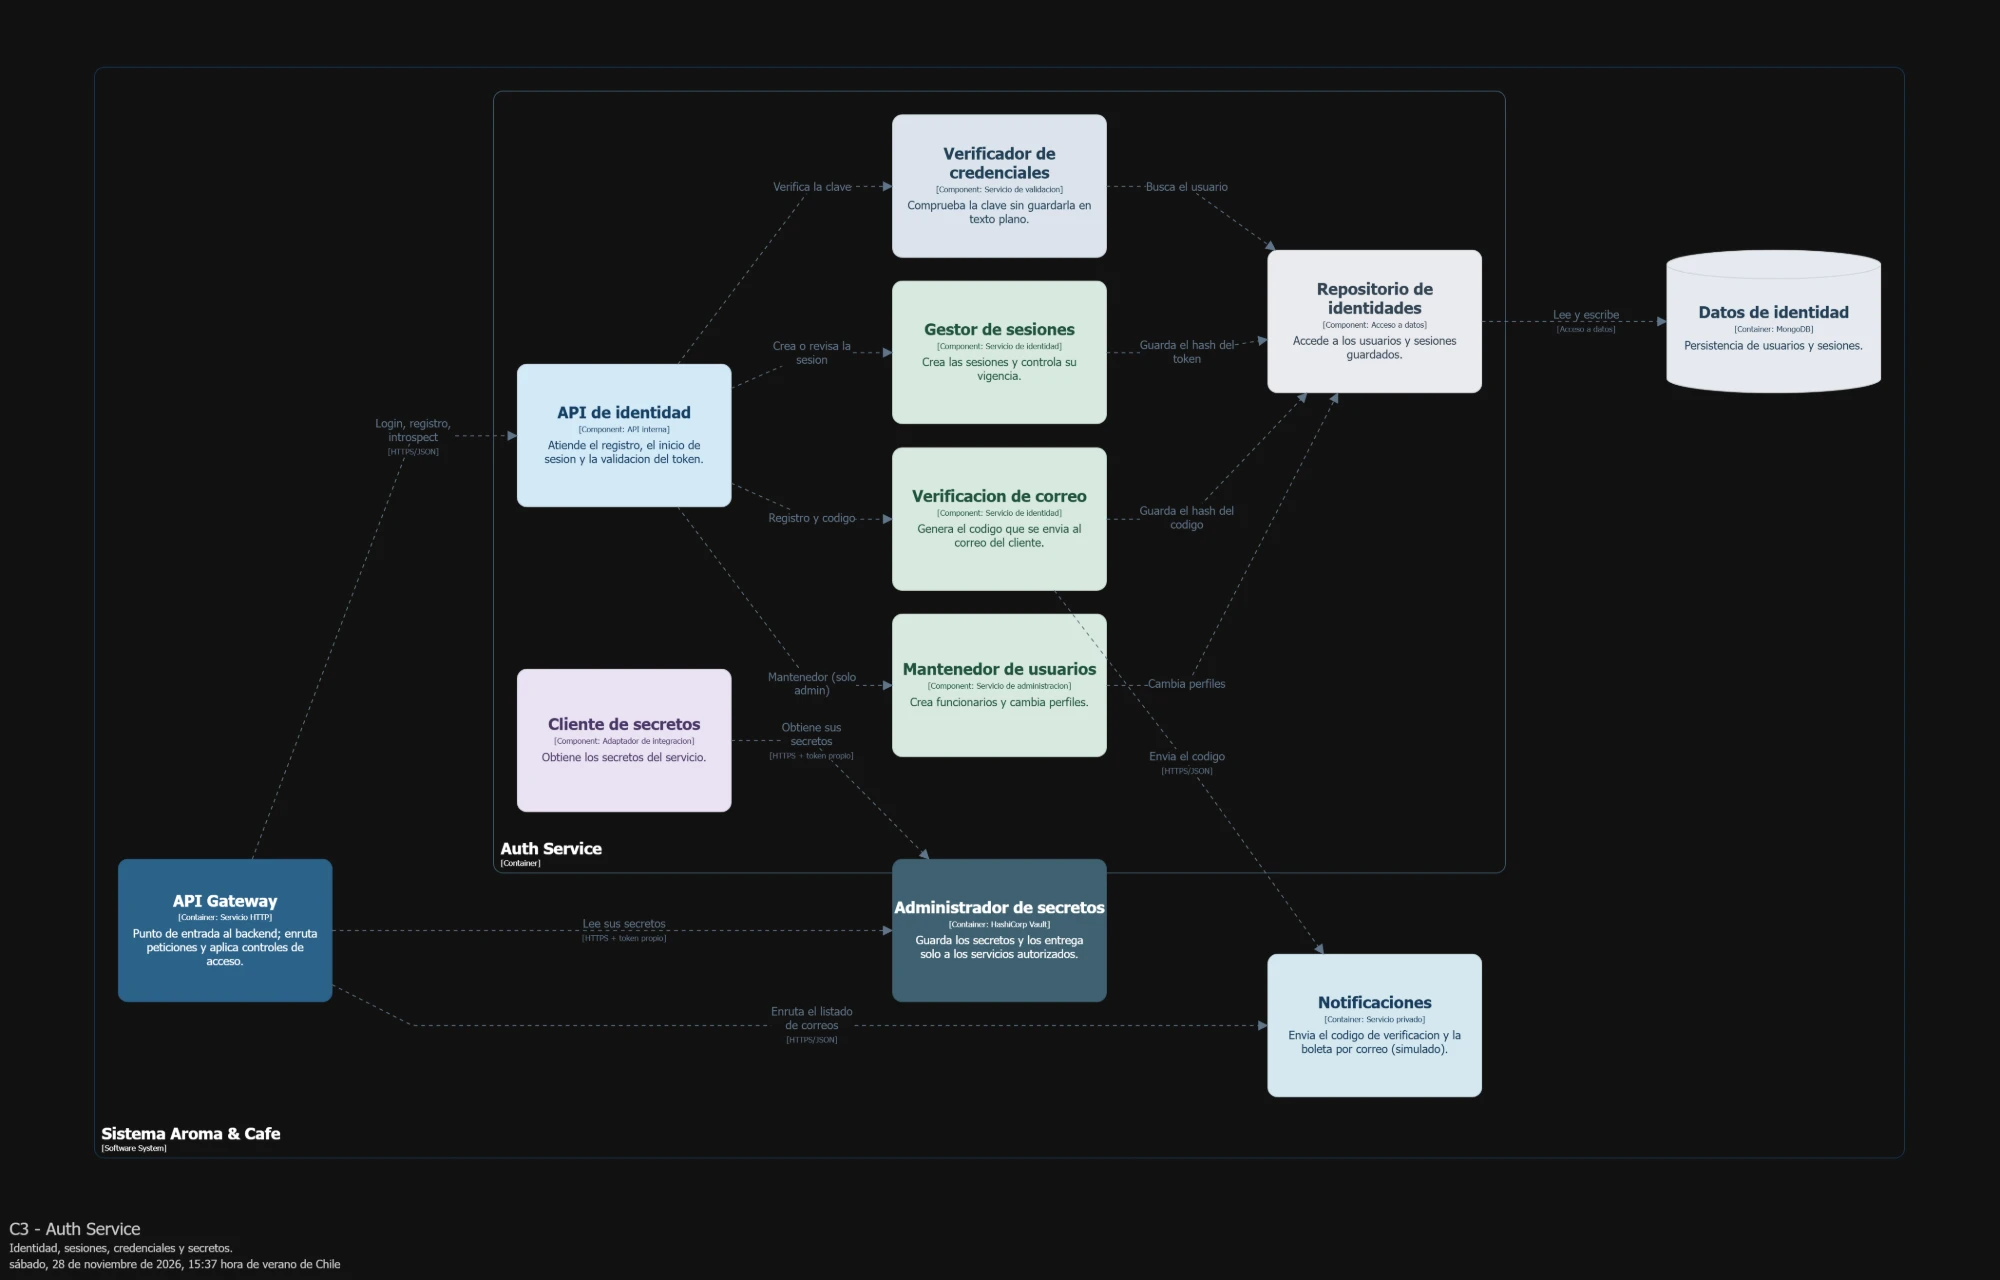 Verificador de
credenciales
[Component: Servicio de validacion]
Comprueba la clave sin guardarla en
texto plano.
Verifica la clave
Busca el usuario
Gestor de sesiones
[Component: Servicio de identidad]
Crea las sesiones y controla su
vigencia.
Crea o revisa la
sesion
Guarda el hash del
token
Repositorio de
identidades
[Component: Acceso a datos]
Accede a los usuarios y sesiones
guardados.
Lee y escribe
[Acceso a datos]
Datos de identidad
[Container: MongoDB]
Persistencia de usuarios y sesiones.
API de identidad
[Component: API interna]
Atiende el registro, el inicio de
sesion y la validacion del token.
Login, registro,
introspect
[HTTPS/JSON]
Verificacion de correo
[Component: Servicio de identidad]
Genera el codigo que se envia al
correo del cliente.
Registro y codigo
Guarda el hash del
codigo
Mantenedor de usuarios
[Component: Servicio de administracion]
Crea funcionarios y cambia perfiles.
Mantenedor (solo
admin)
Cambia perfiles
Cliente de secretos
[Component: Adaptador de integracion]
Obtiene los secretos del servicio.
Obtiene sus
secretos
[HTTPS + token propio]
Envia el codigo
[HTTPS/JSON]
Auth Service
[Container]
API Gateway
[Container: Servicio HTTP]
Punto de entrada al backend; enruta
peticiones y aplica controles de
acceso.
Lee sus secretos
[HTTPS + token propio]
Administrador de secretos
[Container: HashiCorp Vault]
Guarda los secretos y los entrega
solo a los servicios autorizados.
Enruta el listado
de correos
[HTTPS/JSON]
Notificaciones
[Container: Servicio privado]
Envia el codigo de verificacion y la
boleta por correo (simulado).
Sistema Aroma & Cafe
[Software System]
C3 - Auth Service
Identidad, sesiones, credenciales y secretos.
sábado, 28 de noviembre de 2026, 15:37 hora de verano de Chile